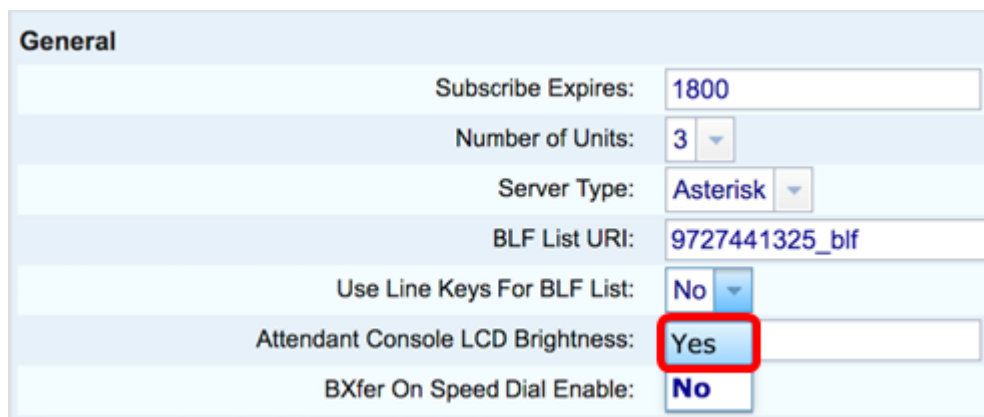 General
Subscribe Expires: 1800
Number of Units: 3
Server Type: Asterisk
BLF List URI: 9727441325_blf
Use Line Keys For BLF List: No
Attendant Console LCD Brightness: Yes
BXfer On Speed Dial Enable: No